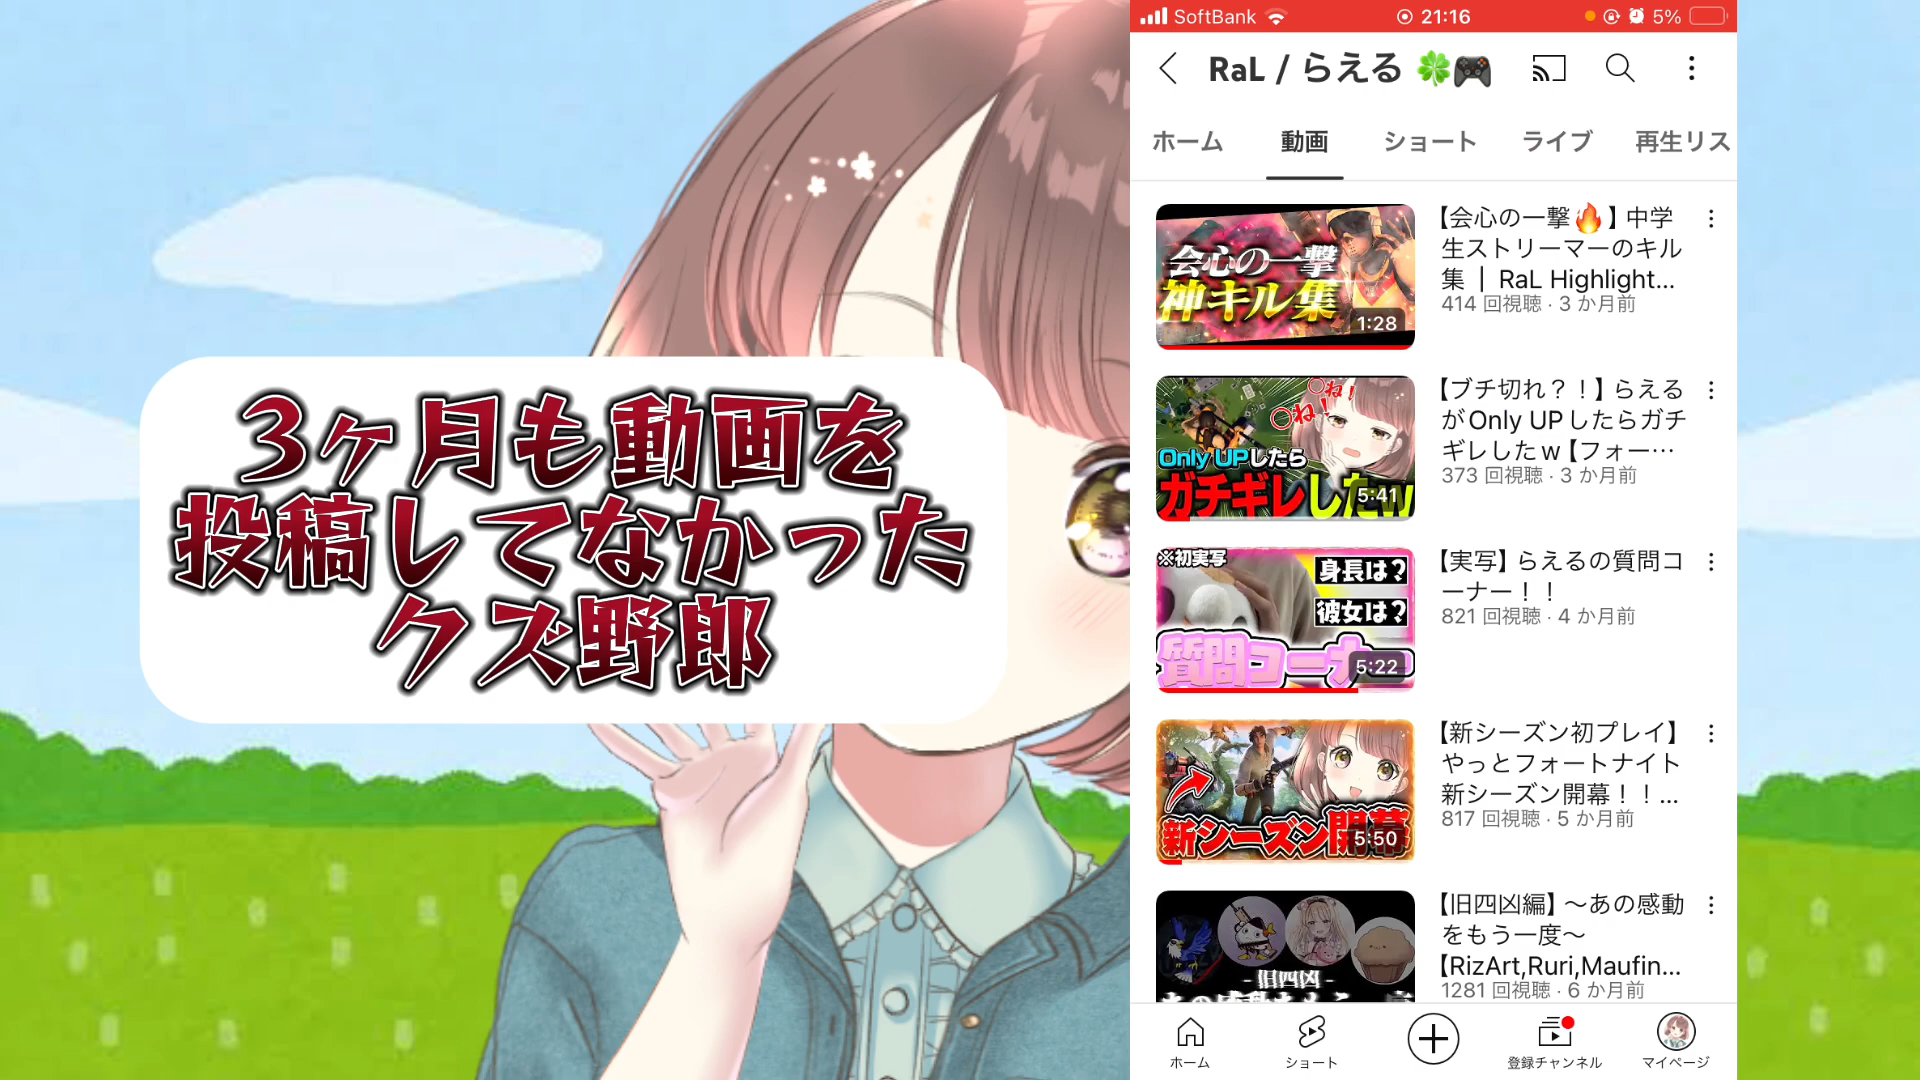 3ヶ月も動画を
投稿してなかった
クズ野郎
SoftBank
21:16
5%
RaL / らえる 🍀🎮
ホーム
動画
ショート
ライブ
再生リス
会心の一撃
神キル集
1:28
【会心の一撃🔥】中学
生ストリーマーのキル
集 | RaL Highlight...
414 回視聴 · 3 か月前
○ね!
○ね!
Only UPしたら
ガチギレしたw
5:41
【ブチ切れ？！】らえる
がOnly UPしたらガチ
ギレしたｗ【フォー…
373 回視聴 · 3 か月前
※初実写
身長は?
彼女は?
質問コーナー
5:22
【実写】らえるの質問コ
ーナー！！
821 回視聴 · 4 か月前
新シーズン開幕
5:50
【新シーズン初プレイ】
やっとフォートナイト
新シーズン開幕！！...
817 回視聴 · 5 か月前
- 旧四凶 -
【旧四凶編】～あの感動
をもう一度～
【RizArt,Ruri,Maufin...
1281 回視聴 · 6 か月前
ホーム
ショート
登録チャンネル
マイページ